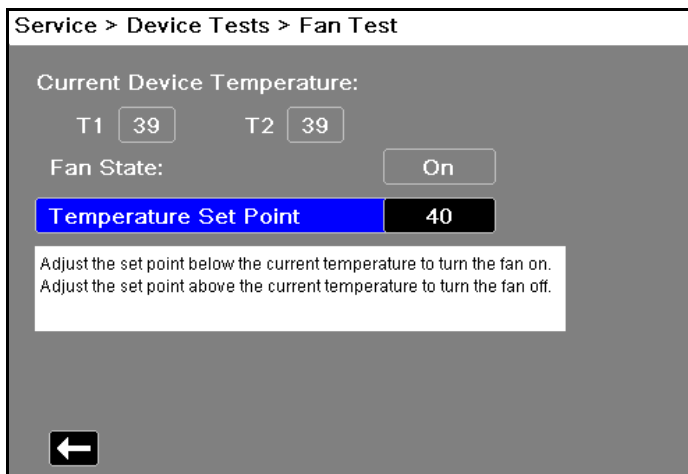 Service > Device Tests > Fan Test
Current Device Temperature:
T1 39 T2 39
Fan State: On
Temperature Set Point 40
Adjust the set point below the current temperature to turn the fan on.
Adjust the set point above the current temperature to turn the fan off.